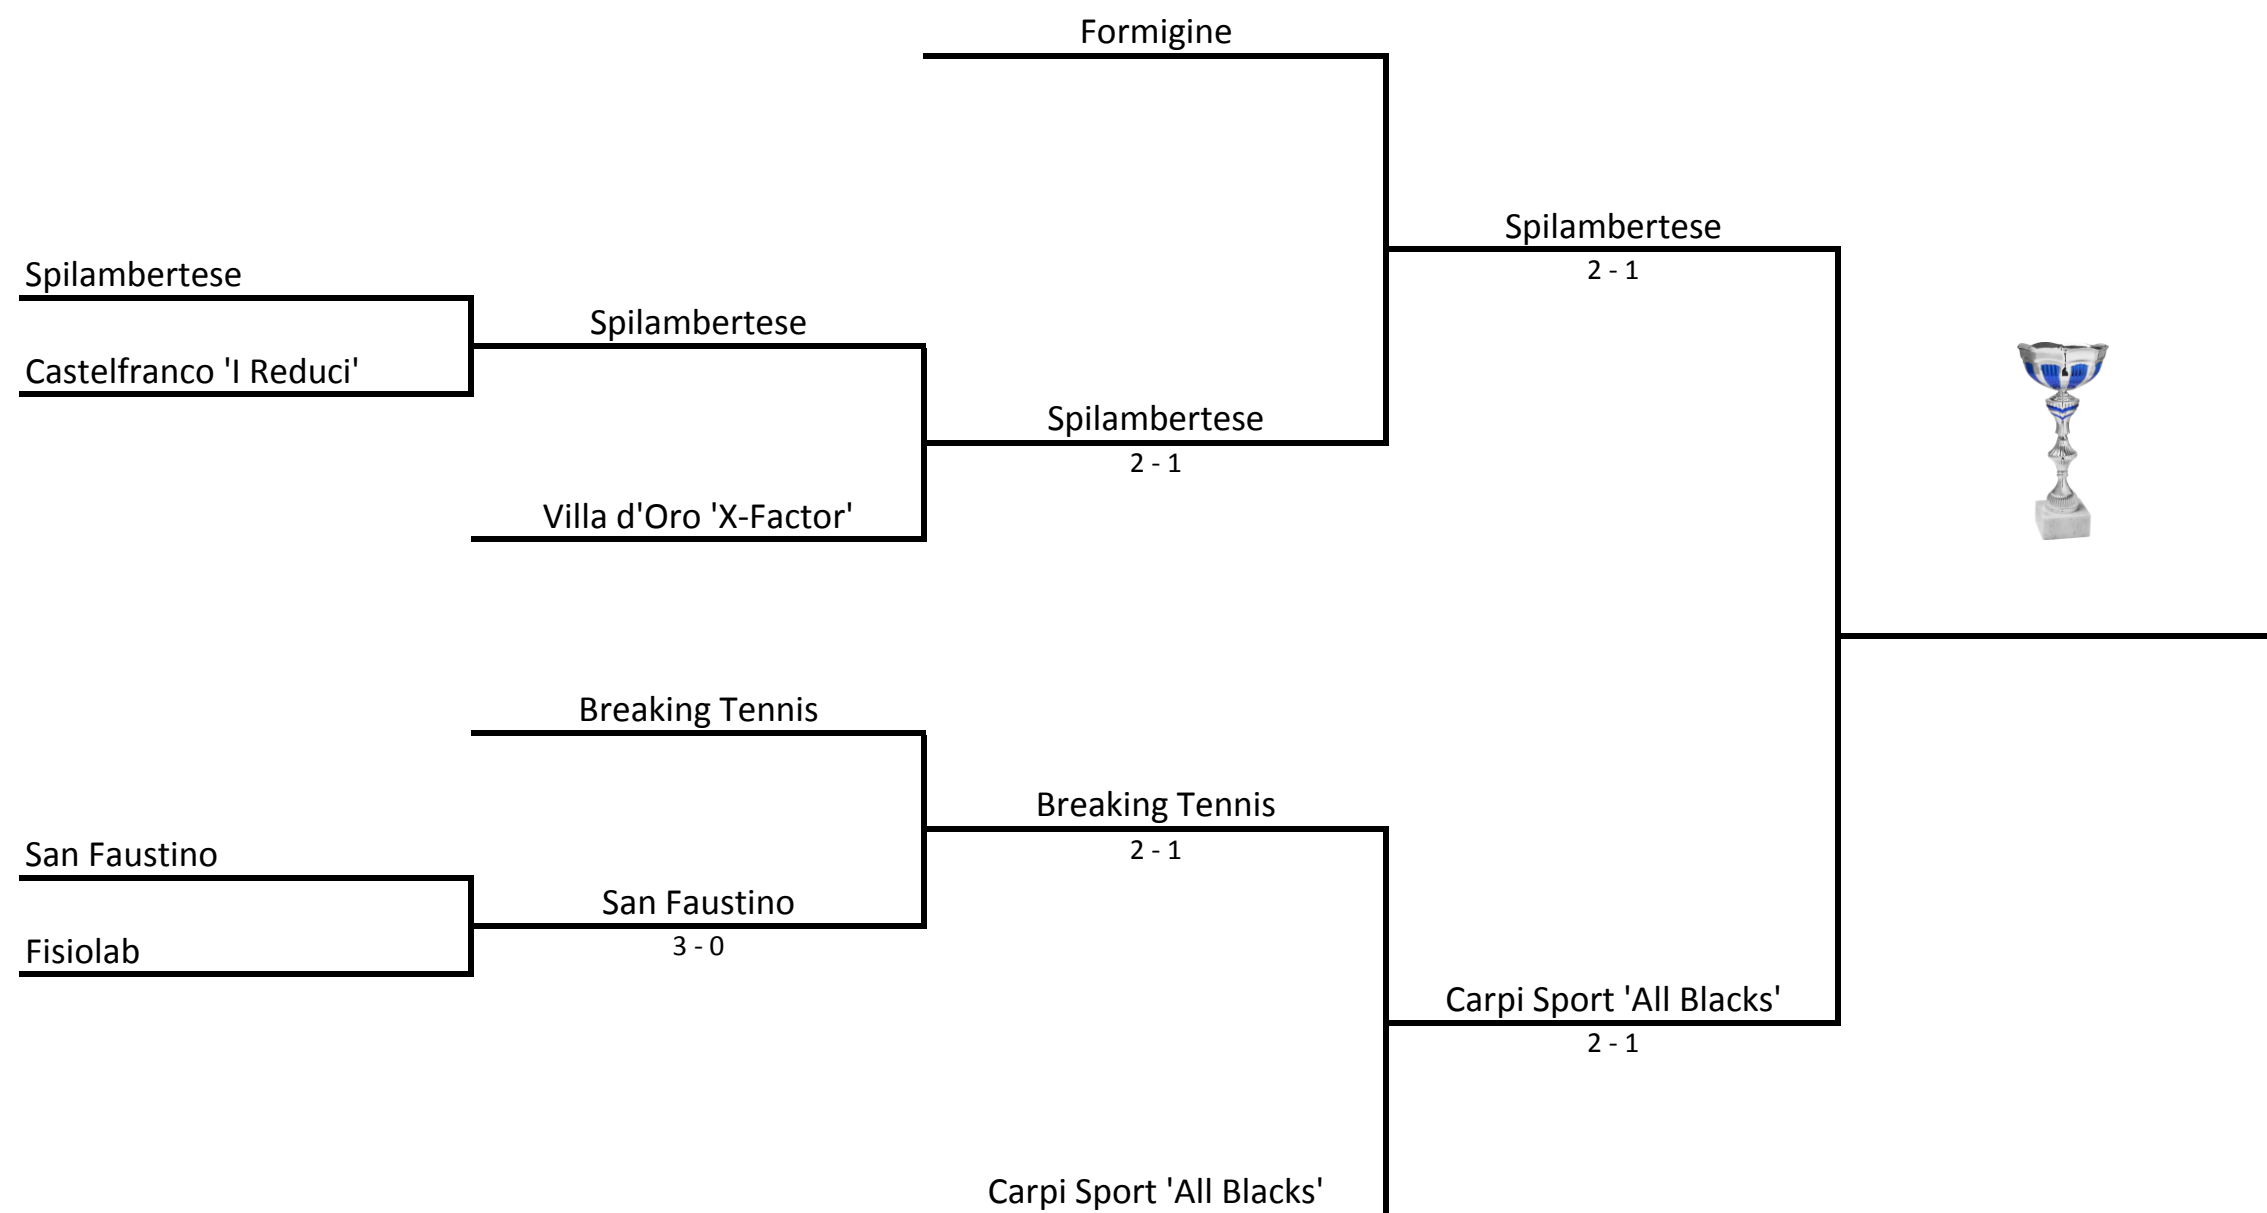 Formigine
Spilambertese
2 - 1
Spilambertese
Spilambertese
Castelfranco 'I Reduci'
Spilambertese
2 - 1
Villa d'Oro 'X-Factor'
Breaking Tennis
Breaking Tennis
2 - 1
San Faustino
San Faustino
3 - 0
Fisiolab
Carpi Sport 'All Blacks'
2 - 1
Carpi Sport 'All Blacks'